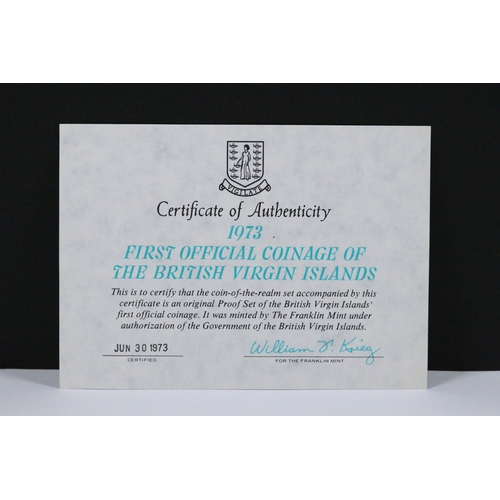 VIGILATE
Certificate of Authenticity
1973
FIRST OFFICIAL COINAGE OF
THE BRITISH VIRGIN ISLANDS
This is to certify that the coin-of-the-realm set accompanied by this
certificate is an original Proof Set of the British Virgin Islands'
first official coinage. It was minted by The Franklin Mint under
authorization of the Government of the British Virgin Islands.
JUN 30 1973
William F. Krieg
CERTIFIED
FOR THE FRANKLIN MINT